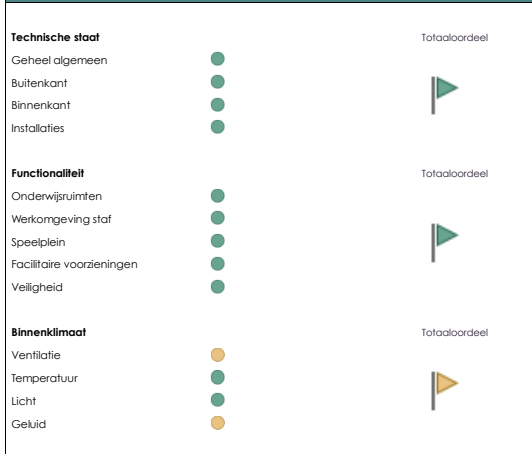 Technische staat Totaaloordeel
Geheel algemeen
Buitenkant
Binnenkant
Installaties
Functionaliteit Totaaloordeel
Onderwijsruimten
Werkomgeving staf
Speelplein
Facilitaire voorzieningen
Veiligheid
Binnenklimaat Totaaloordeel
Ventilatie
Temperatuur
Licht
Geluid